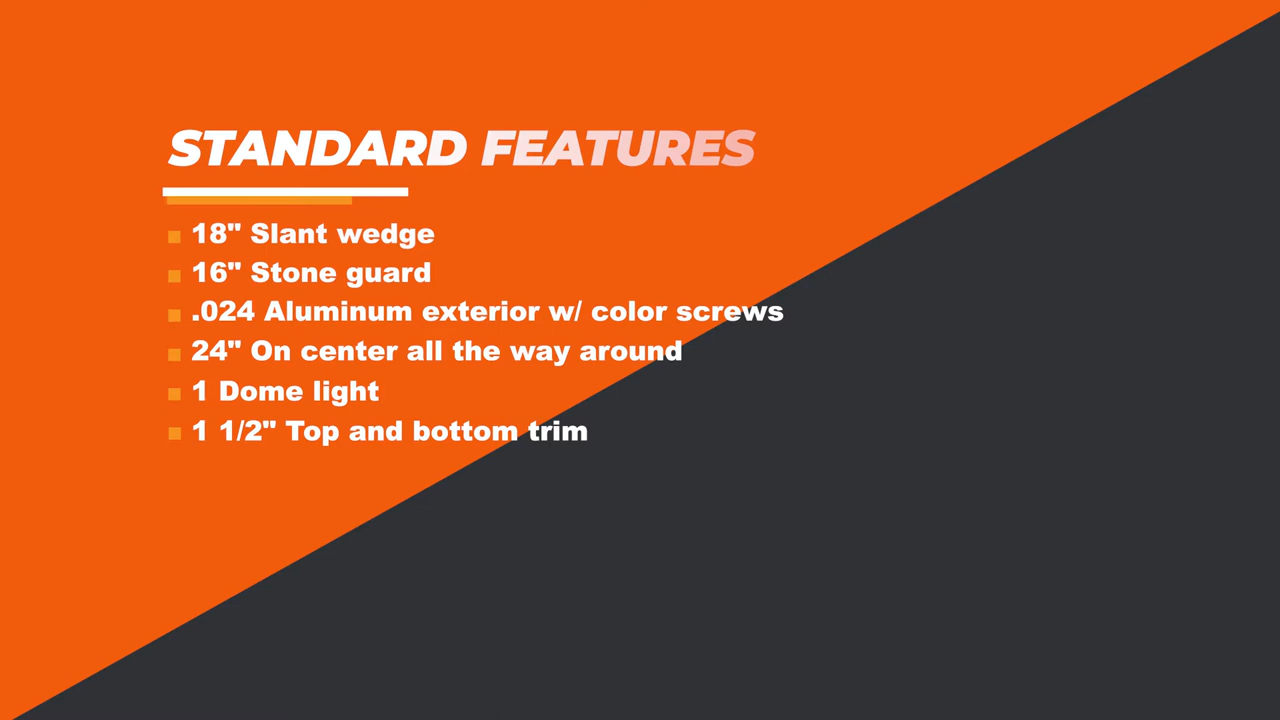 STANDARD FEATURES
18" Slant wedge
16" Stone guard
.024 Aluminum exterior w/ color screws
24" On center all the way around
1 Dome light
1 1/2" Top and bottom trim